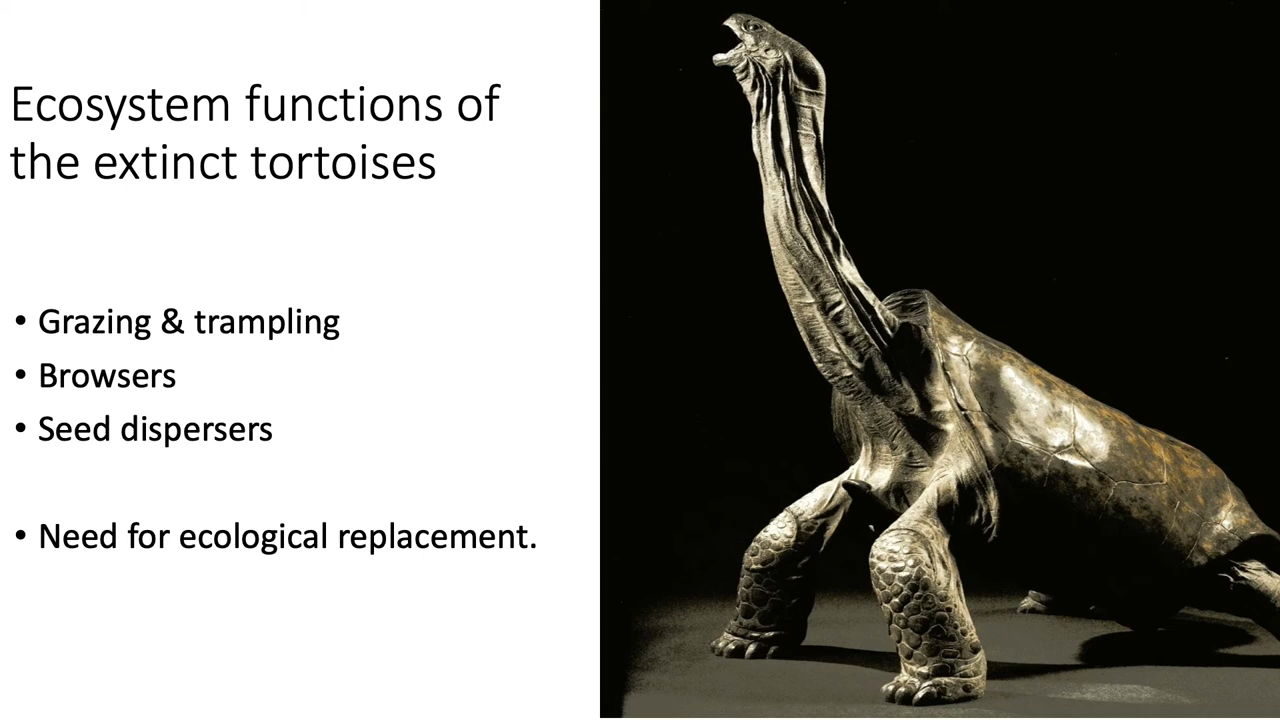 Ecosystem functions of
the extinct tortoises
• Grazing & trampling
• Browsers
• Seed dispersers
• Need for ecological replacement.